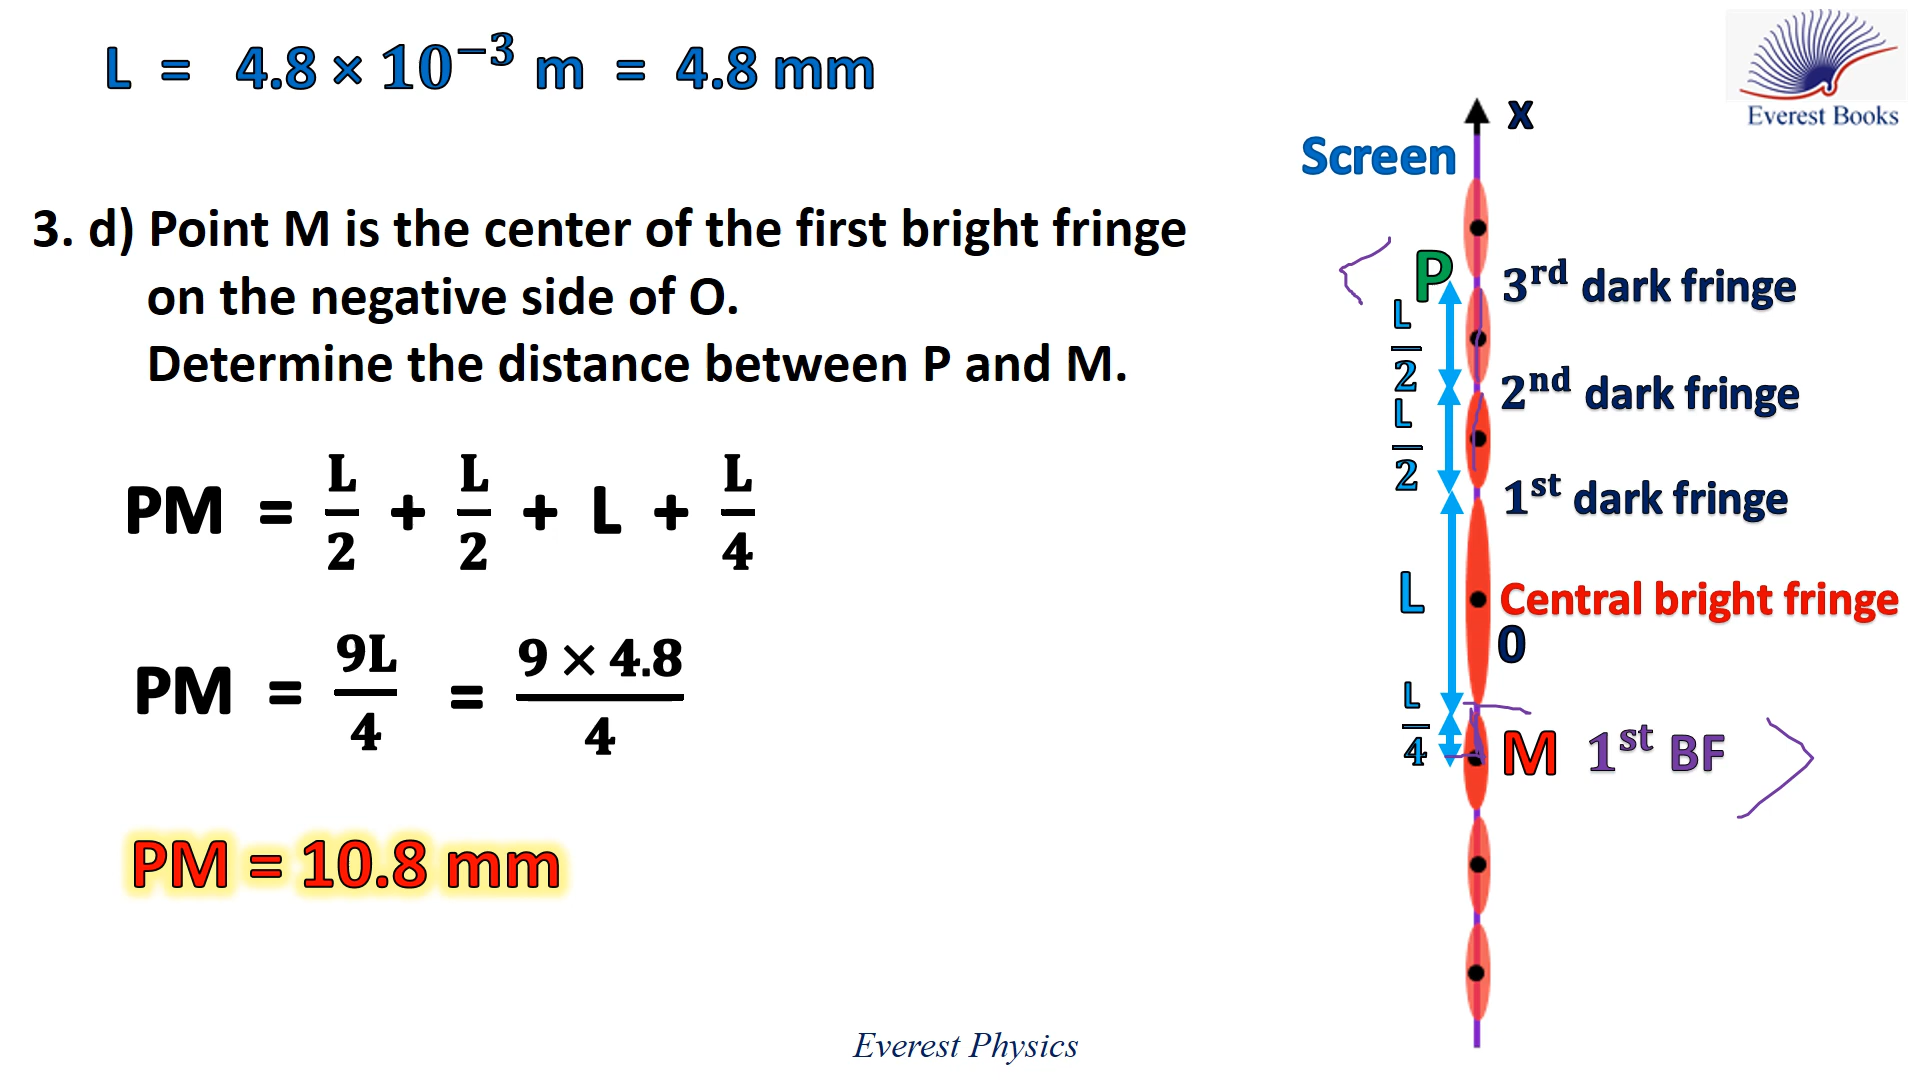 L = 4.8 × 10⁻³ m = 4.8 mm
Everest Books
x
Screen
3. d) Point M is the center of the first bright fringe
on the negative side of O.
Determine the distance between P and M.
PM = L/2 + L/2 + L + L/4
PM = 9L/4 = 9 × 4.8/4
PM = 10.8 mm
P
3rd dark fringe
L/2
2nd dark fringe
L/2
1st dark fringe
L
Central bright fringe
0
L/4
M 1st BF
Everest Physics